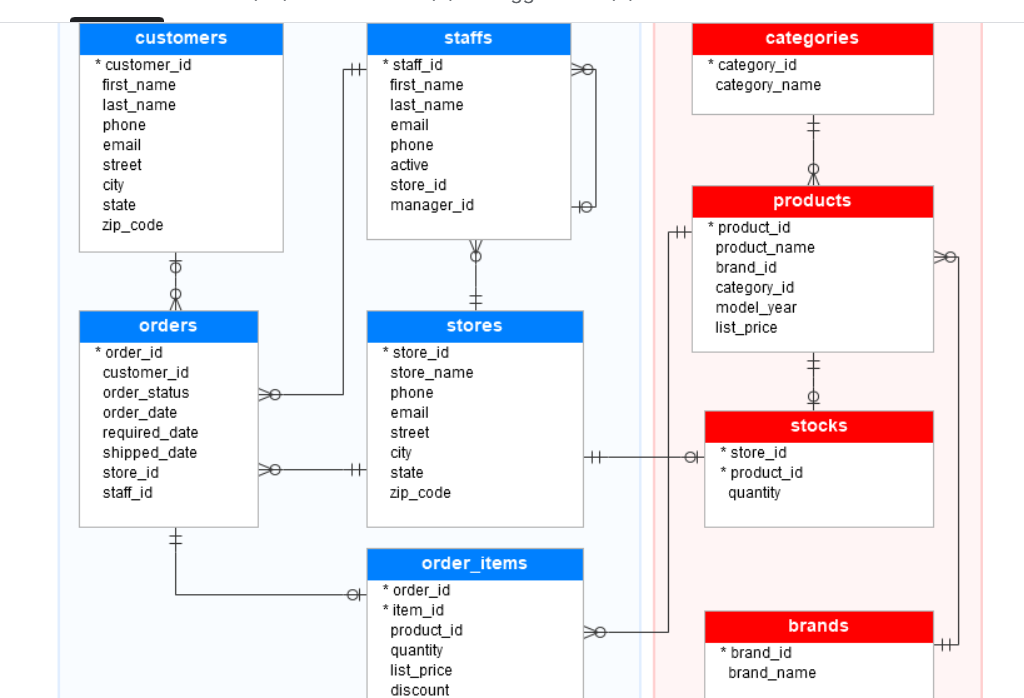 customers
* customer_id
first_name
last_name
phone
email
street
city
state
zip_code
staffs
* staff_id
first_name
last_name
email
phone
active
store_id
manager_id
categories
* category_id
category_name
products
* product_id
product_name
brand_id
category_id
model_year
list_price
orders
* order_id
customer_id
order_status
order_date
required_date
shipped_date
store_id
staff_id
stores
* store_id
store_name
phone
email
street
city
state
zip_code
stocks
* store_id
* product_id
quantity
order_items
* order_id
* item_id
product_id
quantity
list_price
discount
brands
* brand_id
brand_name